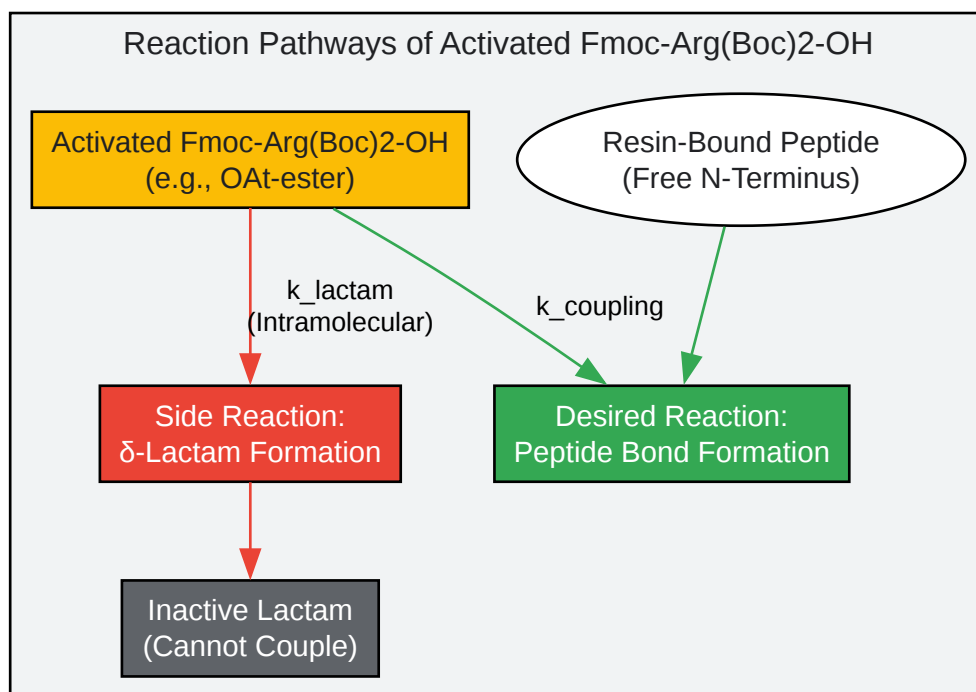 Reaction Pathways of Activated Fmoc-Arg(Boc)2-OH
Activated Fmoc-Arg(Boc)2-OH
(e.g., OAt-ester)
Resin-Bound Peptide
(Free N-Terminus)
k_lactam
(Intramolecular)
k_coupling
Side Reaction:
δ-Lactam Formation
Desired Reaction:
Peptide Bond Formation
Inactive Lactam
(Cannot Couple)